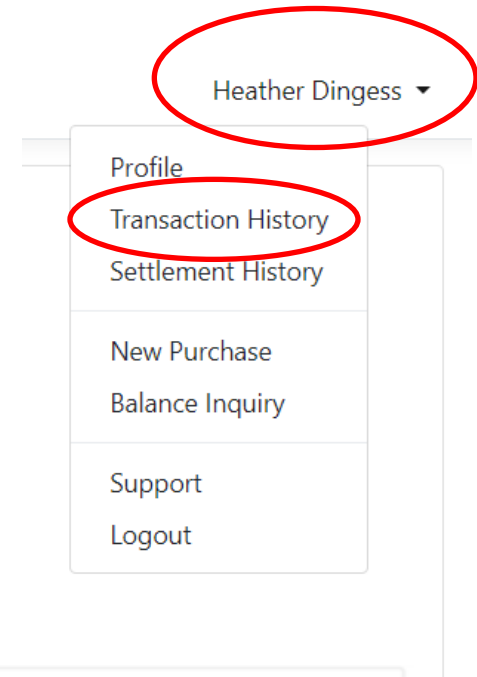 Heather Dingess
Profile
Transaction History
Settlement History
New Purchase
Balance Inquiry
Support
Logout